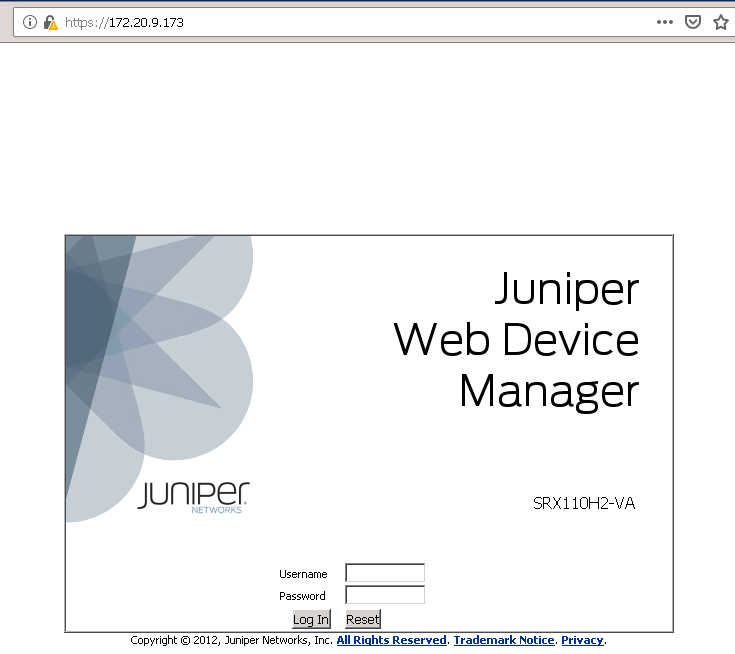 https://172.20.9.173
Juniper
Web Device
Manager
JUNIPER
NETWORKS
SRX110H2-VA
Username
Password
Log In Reset
Copyright © 2012, Juniper Networks, Inc. All Rights Reserved. Trademark Notice. Privacy.